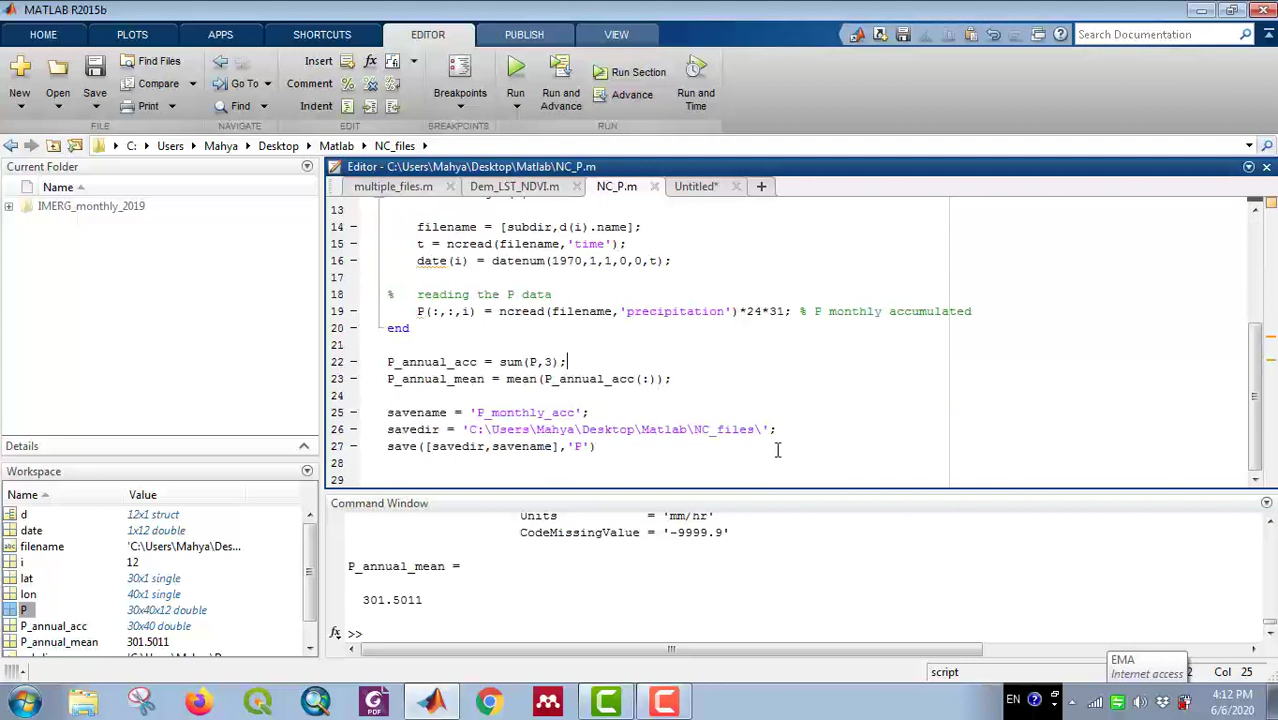 MATLAB R2015b
HOME PLOTS APPS SHORTCUTS EDITOR PUBLISH VIEW Search Documentation
New Open Save Find Files Compare Print Go To Find Insert Comment Indent fx Breakpoints Run Run and Advance Run Section Advance Run and Time
FILE NAVIGATE EDIT BREAKPOINTS RUN
C: Users Mahya Desktop Matlab NC_files
Current Folder
Name
IMERG_monthly_2019
Details
Workspace
Name Value
d 12x1 struct
date 1x12 double
filename 'C:\Users\Mahya\Des...
i 12
lat 30x1 single
lon 40x1 single
P 30x40x12 double
P_annual_acc 30x40 double
P_annual_mean 301.5011
Editor - C:\Users\Mahya\Desktop\Matlab\NC_P.m
multiple_files.m Dem_LST_NDVI.m NC_P.m Untitled*
13
14 filename = [subdir,d(i).name];
15 t = ncread(filename,'time');
16 date(i) = datenum(1970,1,1,0,0,t);
17
18 % reading the P data
19 P(:,:,i) = ncread(filename,'precipitation')*24*31; % P monthly accumulated
20 end
21
22 P_annual_acc = sum(P,3);
23 P_annual_mean = mean(P_annual_acc(:));
24
25 savename = 'P_monthly_acc';
26 savedir = 'C:\Users\Mahya\Desktop\Matlab\NC_files\';
27 save([savedir,savename],'P')
28
29
Command Window
Units = 'mm/hr'
CodeMissingValue = '-9999.9'
P_annual_mean =
301.5011
fx >>
EMA
Internet access
script Col 25
EN 4:12 PM
6/6/2020